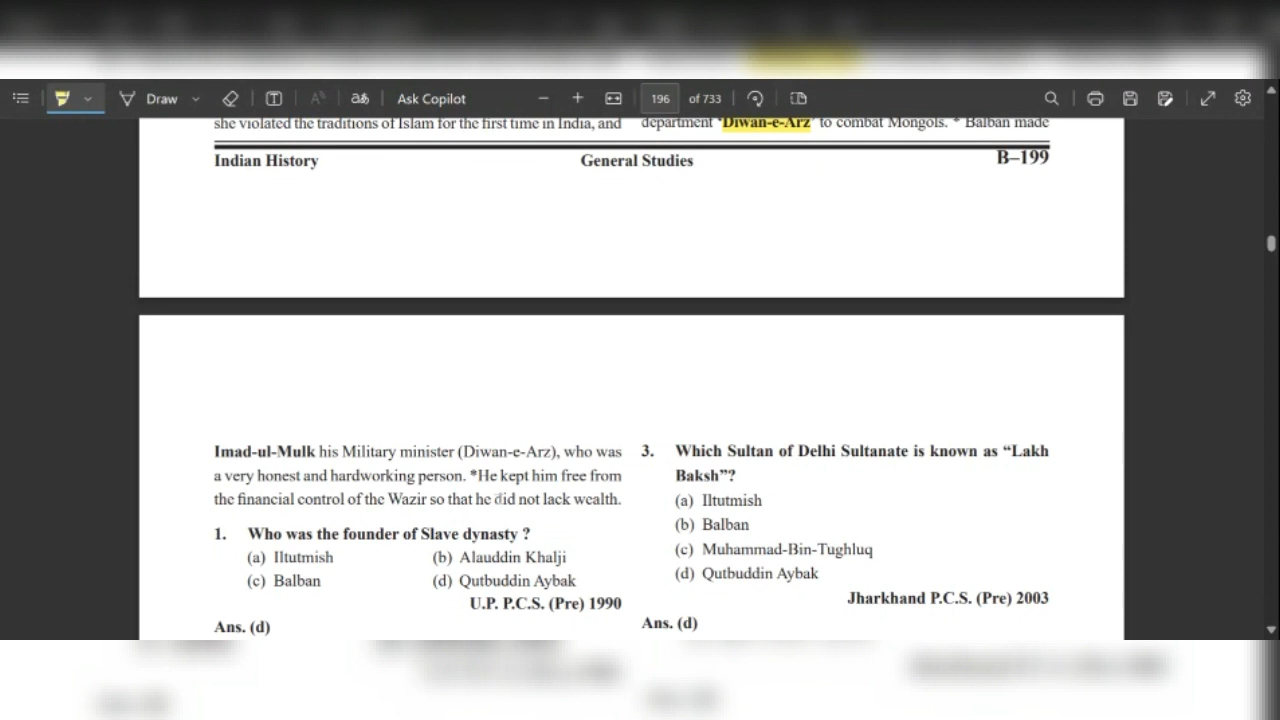 Draw
Ask Copilot
196 of 733
she violated the traditions of Islam for the first time in India, and
department 'Diwan-e-Arz' to combat Mongols. * Balban made
Indian History General Studies B–199
Imad-ul-Mulk his Military minister (Diwan-e-Arz), who was
a very honest and hardworking person. *He kept him free from
the financial control of the Wazir so that he did not lack wealth.
1. Who was the founder of Slave dynasty ?
(a) Iltutmish (b) Alauddin Khalji
(c) Balban (d) Qutbuddin Aybak
U.P. P.C.S. (Pre) 1990
Ans. (d)
3. Which Sultan of Delhi Sultanate is known as “Lakh
Baksh”?
(a) Iltutmish
(b) Balban
(c) Muhammad-Bin-Tughluq
(d) Qutbuddin Aybak
Jharkhand P.C.S. (Pre) 2003
Ans. (d)